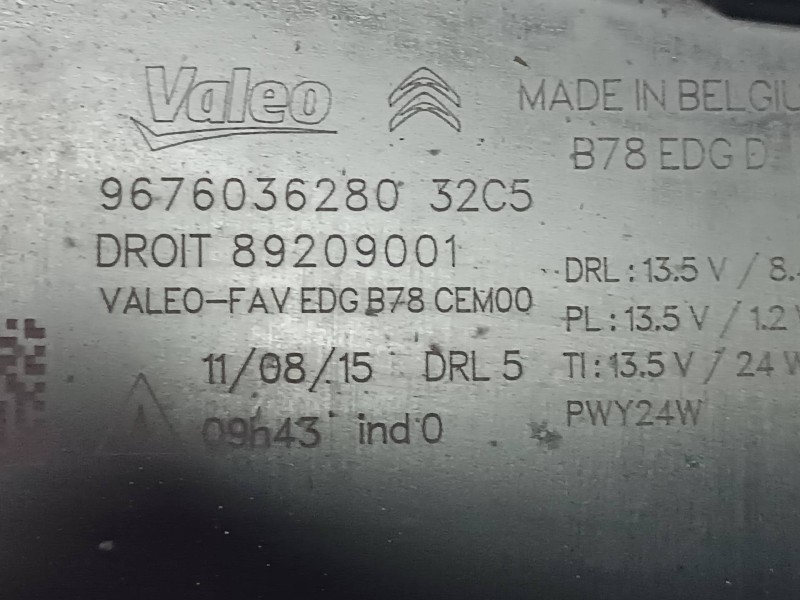 Valeo
MADE IN BELGIU
B78 EDG D
9676036280 32C5
DROIT 89209001
VALEO-FAV EDG B78 CEM00
DRL : 13.5 V / 8.
PL : 13.5 V / 1.2
11/08/15 DRL 5
TI : 13.5 V / 24 W
09h43 ind 0
PWY24W